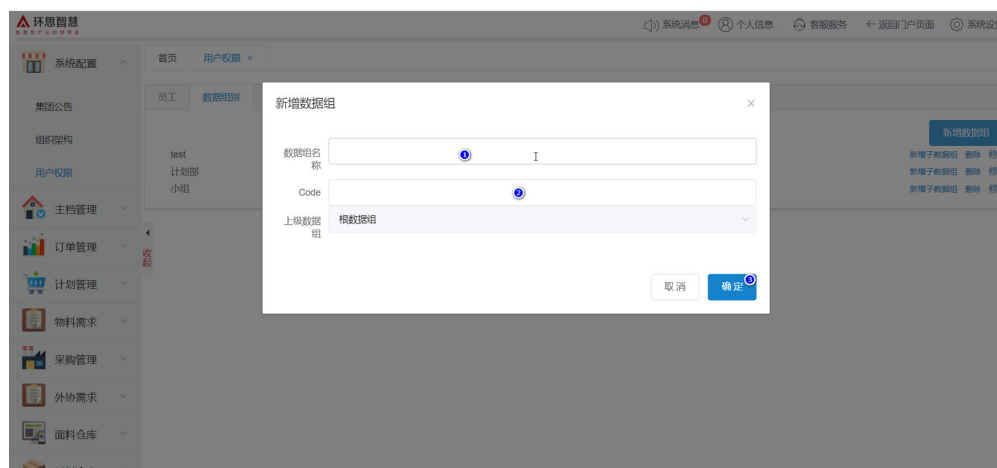 环思智慧
系统消息 0 个人信息 客服服务 返回门户页面 系统设
系统配置
首页 用户权限 ×
员工 数据组别
新增数据组 ×
集团公告
组织架构
用户权限
新增数据组
数据组名
称
1
test
计划部
小组
新增子数据组 删除 修
新增子数据组 删除 修
新增子数据组 删除 修
Code
2
上级数据
组
根数据组
取消
确定
3
主档管理
订单管理
收起
计划管理
物料需求
采购管理
外协需求
面料仓库